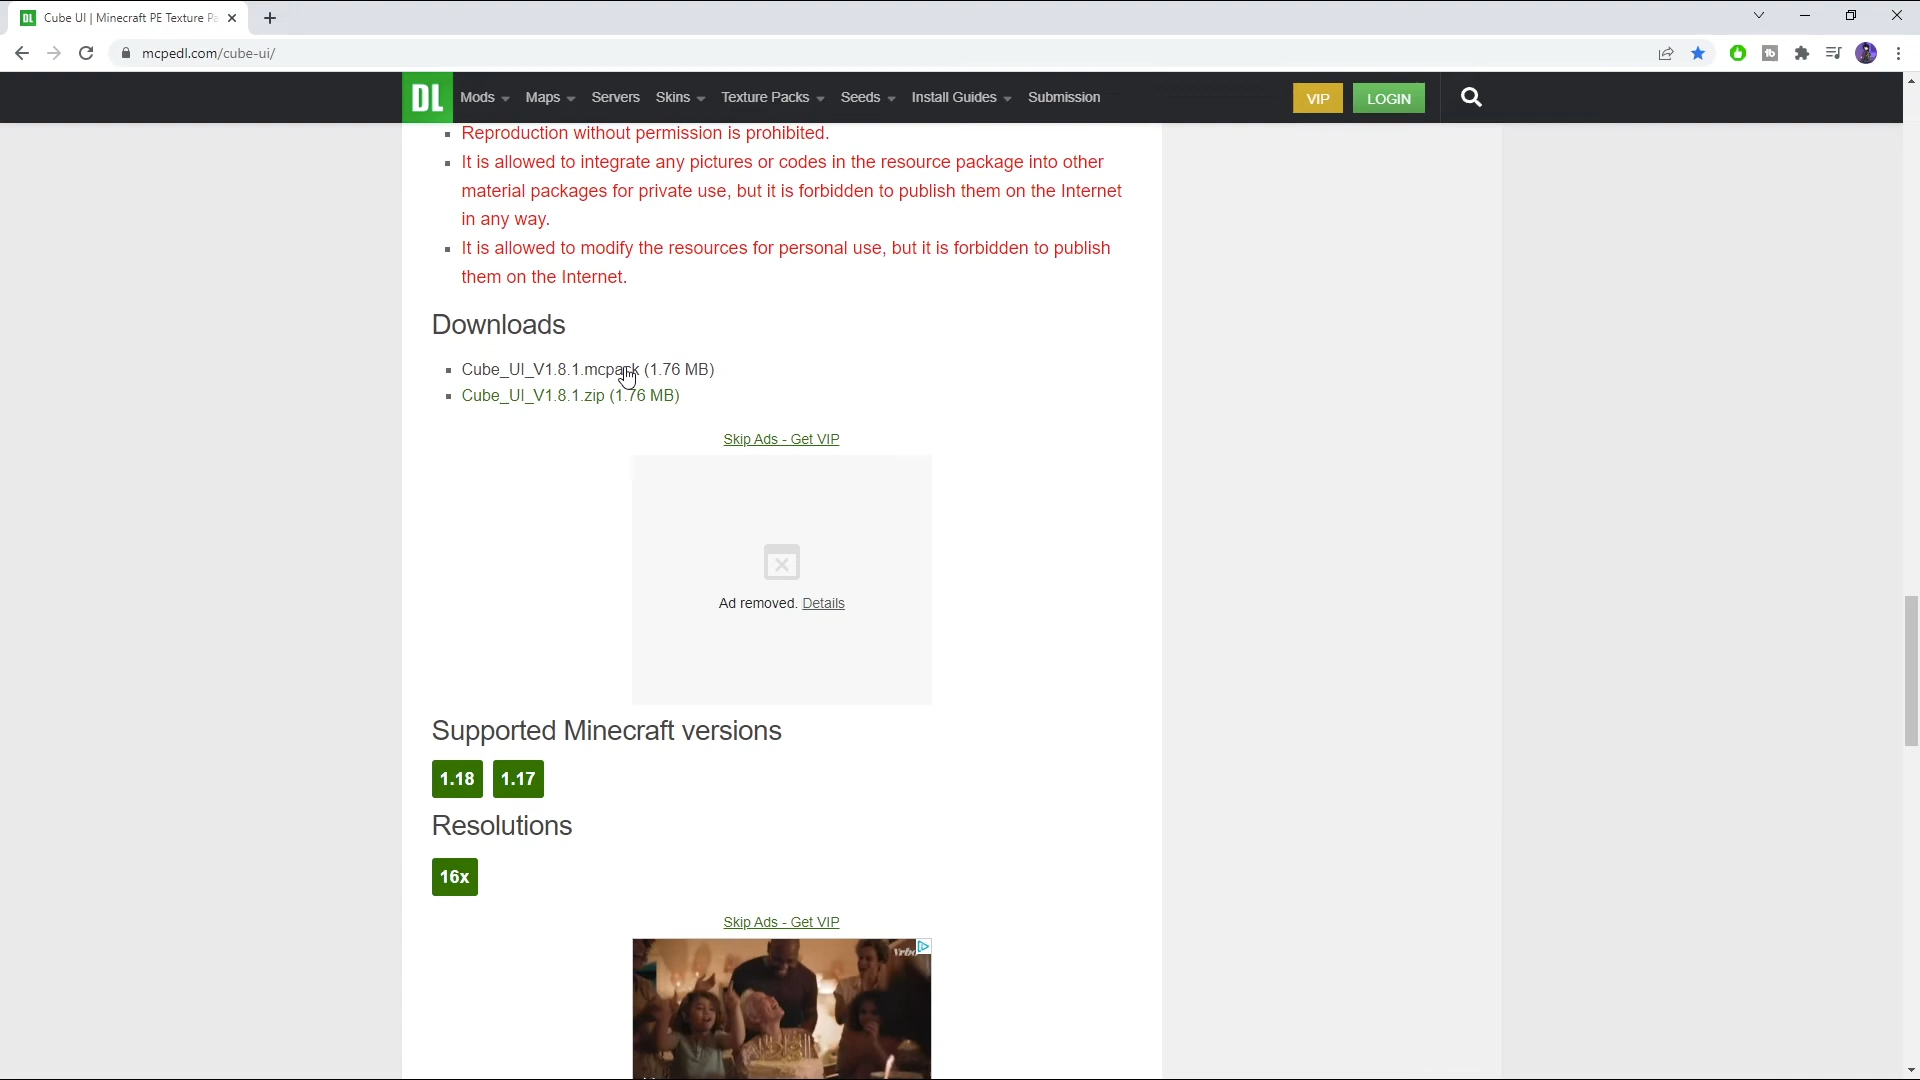 DL Cube UI | Minecraft PE Texture Pa
mcpedl.com/cube-ui/
DL Mods Maps Servers Skins Texture Packs Seeds Install Guides Submission VIP LOGIN
Reproduction without permission is prohibited.
It is allowed to integrate any pictures or codes in the resource package into other
material packages for private use, but it is forbidden to publish them on the Internet
in any way.
It is allowed to modify the resources for personal use, but it is forbidden to publish
them on the Internet.
Downloads
Cube_UI_V1.8.1.mcpack (1.76 MB)
Cube_UI_V1.8.1.zip (1.76 MB)
Skip Ads - Get VIP
Ad removed. Details
Supported Minecraft versions
1.18 1.17
Resolutions
16x
Skip Ads - Get VIP
Vrbo